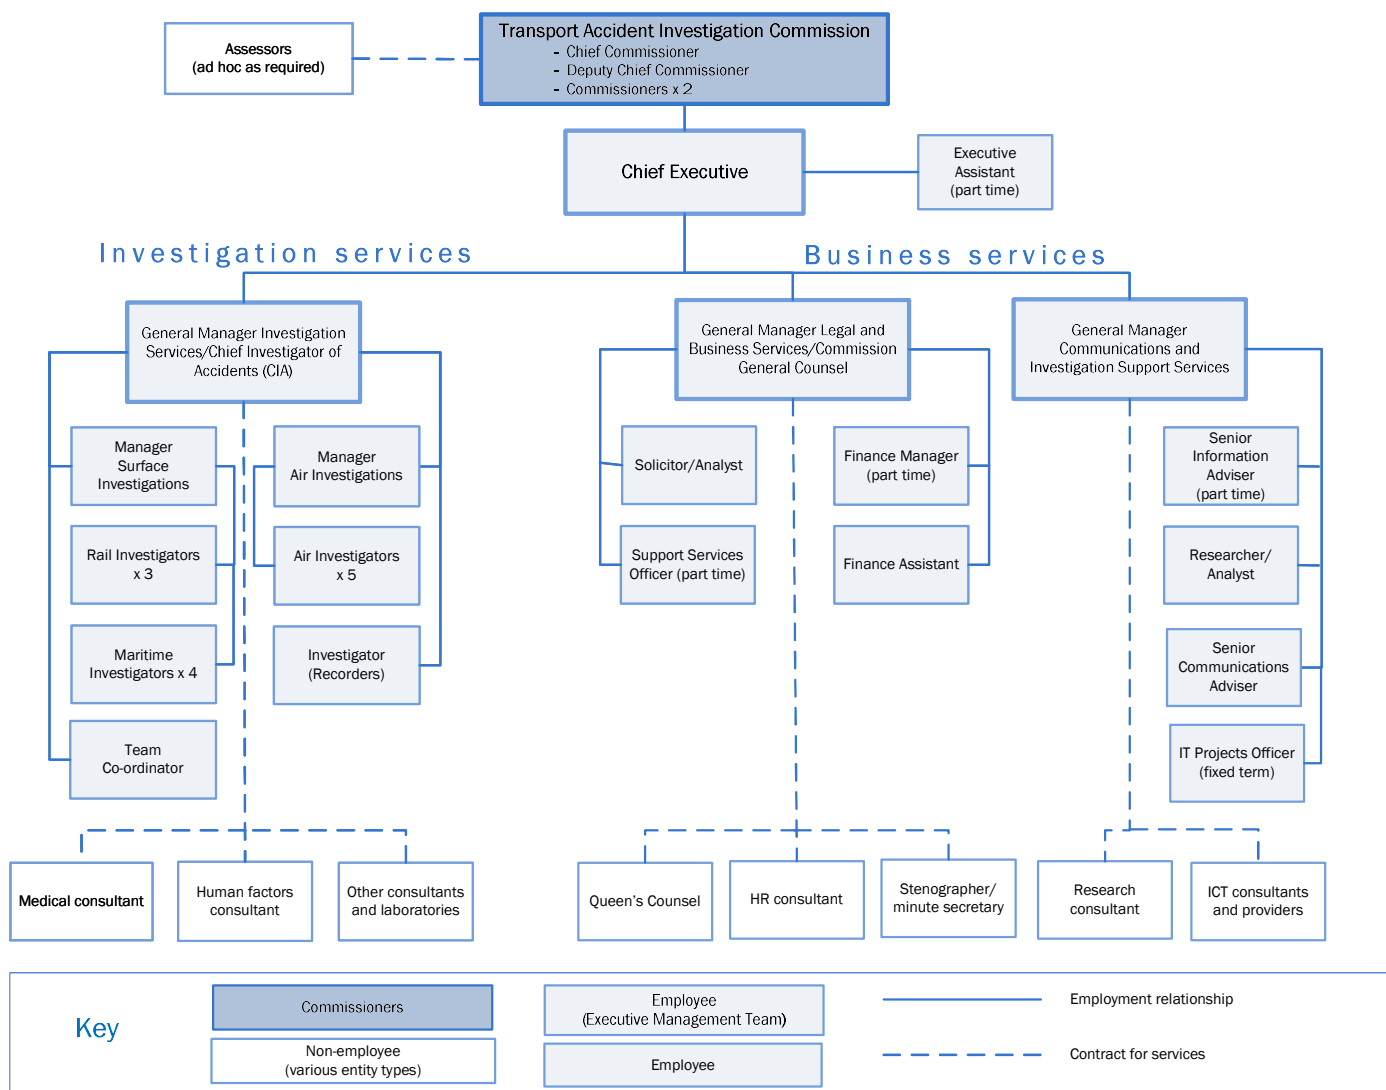 Transport Accident Investigation Commission
- Chief Commissioner
- Deputy Chief Commissioner
- Commissioners x 2
Assessors
(ad hoc as required)
Chief Executive
Executive
Assistant
(part time)
Investigation services
Business services
General Manager Investigation
Services/Chief Investigator of
Accidents (CIA)
General Manager Legal and
Business Services/Commission
General Counsel
General Manager
Communications and
Investigation Support Services
Manager
Surface
Investigations
Manager
Air Investigations
Solicitor/Analyst
Finance Manager
(part time)
Senior
Information
Adviser
(part time)
Rail Investigators
x 3
Air Investigators
x 5
Support Services
Officer (part time)
Finance Assistant
Researcher/
Analyst
Maritime
Investigators x 4
Investigator
(Recorders)
Senior
Communications
Adviser
Team
Co-ordinator
IT Projects Officer
(fixed term)
Medical consultant
Human factors
consultant
Other consultants
and laboratories
Queen's Counsel
HR consultant
Stenographer/
minute secretary
Research
consultant
ICT consultants
and providers
Key
Commissioners
Non-employee
(various entity types)
Employee
(Executive Management Team)
Employee
Employment relationship
Contract for services